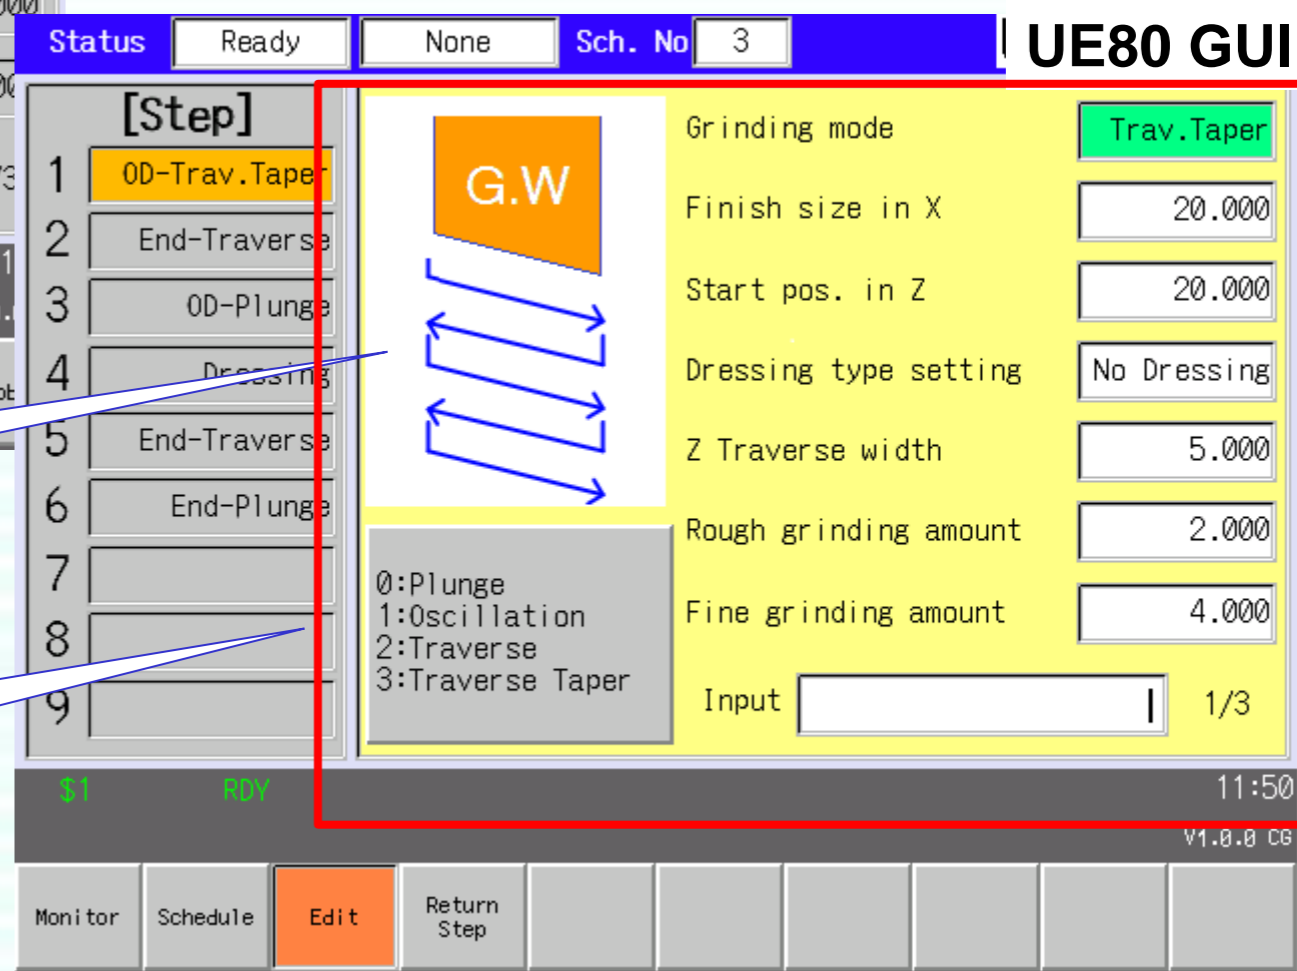 UE80 GUI
Status Ready None Sch. No 3
[Step]
1 OD-Trav.Taper
2 End-Traverse
3 OD-Plunge
4 Dressing
5 End-Traverse
6 End-Plunge
7
8
9
G.W
0:Plunge
1:Oscillation
2:Traverse
3:Traverse Taper
Grinding mode Trav.Taper
Finish size in X 20.000
Start pos. in Z 20.000
Dressing type setting No Dressing
Z Traverse width 5.000
Rough grinding amount 2.000
Fine grinding amount 4.000
Input 1/3
$1 RDY 11:50
V1.0.0 CG
Monitor Schedule Edit Return Step